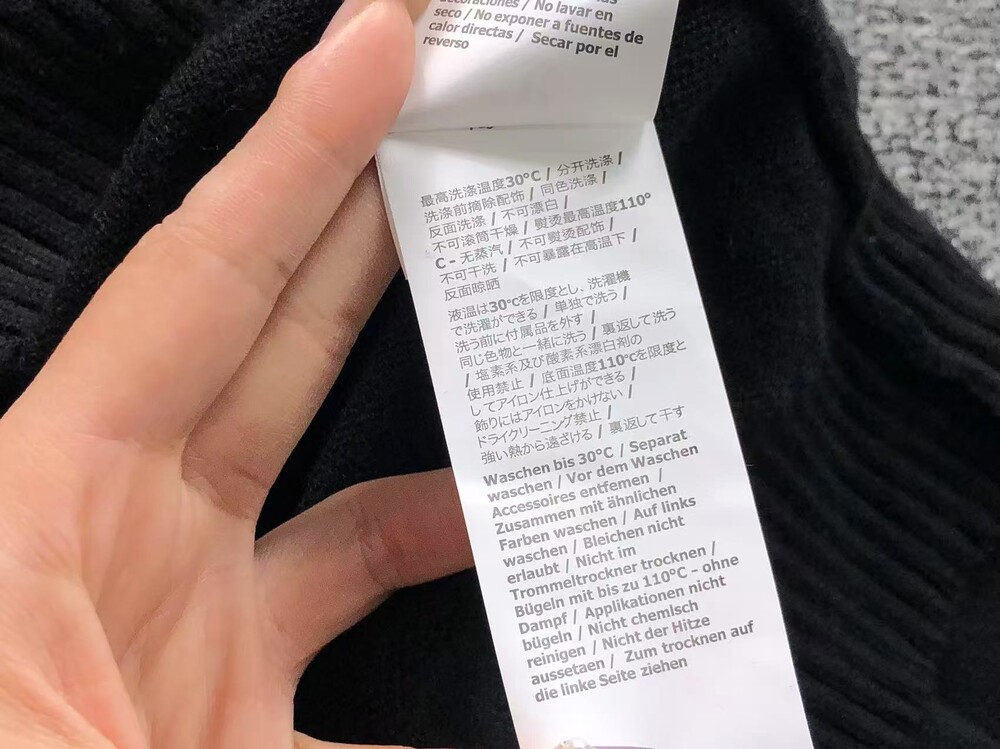 decoraciones / No lavar en
seco / No exponer a fuentes de
calor directas / Secar por el
reverso
最高洗涤温度30°C / 分开洗涤 /
洗涤前摘除配饰 / 同色洗涤 /
反面洗涤 / 不可漂白 /
不可滚筒干燥 / 熨烫最高温度110°
C - 无蒸汽 / 不可熨烫配饰 /
不可干洗 / 不可暴露在高温下 /
反面晾晒
液温は30℃を限度とし、洗濯機
で洗濯ができる / 単独で洗う /
洗う前に付属品を外す /
同じ色物と一緒に洗う / 裏返して洗う
/ 塩素系及び酸素系漂白剤の
使用禁止 / 底面温度110℃を限度と
してアイロン仕上げができる /
飾りにはアイロンをかけない /
ドライクリーニング禁止 /
強い熱から遠ざける / 裏返して干す
Waschen bis 30°C / Separat
waschen / Vor dem Waschen
Accessoires entfemen /
Zusammen mit ähnlichen
Farben waschen / Auf links
waschen / Bleichen nicht
erlaubt / Nicht im
Trommeltrockner trocknen /
Bügeln mit bis zu 110°C - ohne
Dampf / Applikationen nicht
bügeln / Nicht chemlsch
reinigen / Nicht der Hitze
aussetaen / Zum trocknen auf
die linke Seite ziehen